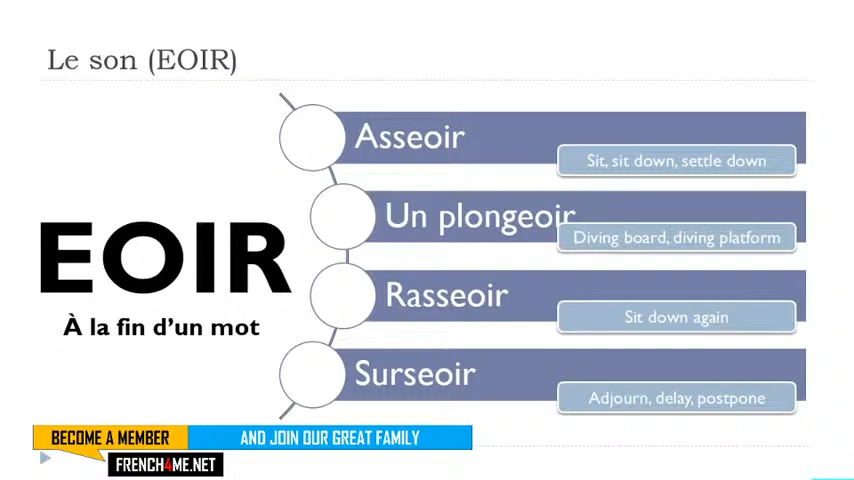 Le son (EOIR)
EOIR
À la fin d'un mot
Asseoir
Sit, sit down, settle down
Un plongeoir
Diving board, diving platform
Rasseoir
Sit down again
Surseoir
Adjourn, delay, postpone
BECOME A MEMBER
AND JOIN OUR GREAT FAMILY
FRENCH4ME.NET